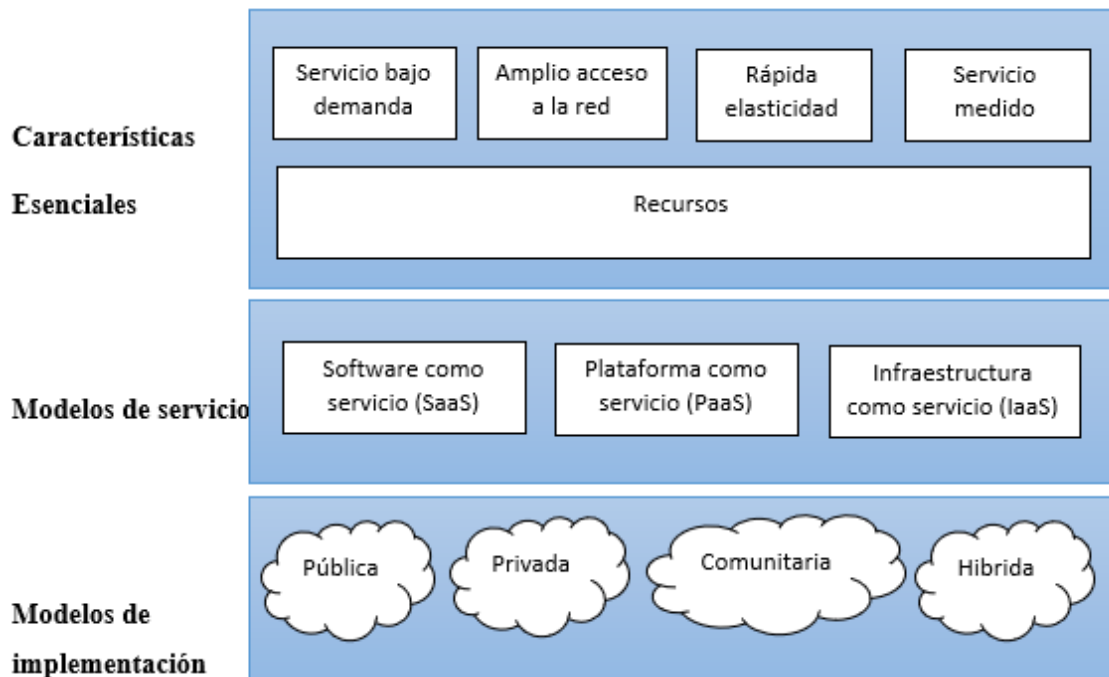 Servicio bajo
demanda
Amplio acceso
a la red
Rápida
elasticidad
Servicio
medido
Característícas
Esenciales
Recursos
Modelos de servicio
Software como
servicio (SaaS)
Plataforma como
servicio (PaaS)
Infraestructura
como servicio (IaaS)
Pública
Privada
Comunitaria
Hibrida
Modelos de
implementación